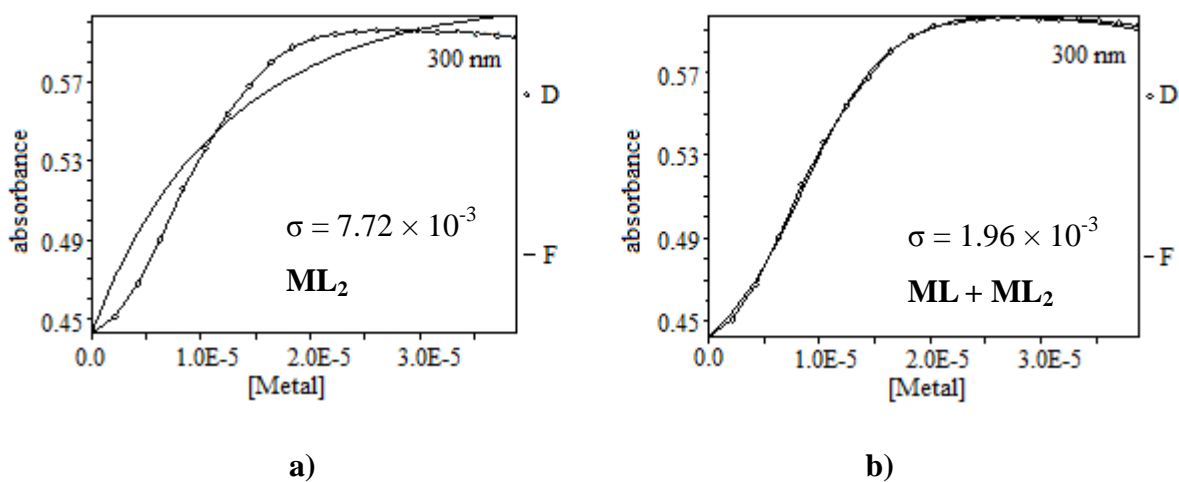 absorbance
0.57
0.53
0.49
0.45
0.0
1.0E-5
2.0E-5
3.0E-5
[Metal]
300 nm
σ = 7.72 × 10⁻³
ML₂
D
F
a)
absorbance
0.57
0.53
0.49
0.45
0.0
1.0E-5
2.0E-5
3.0E-5
[Metal]
300 nm
σ = 1.96 × 10⁻³
ML + ML₂
D
F
b)